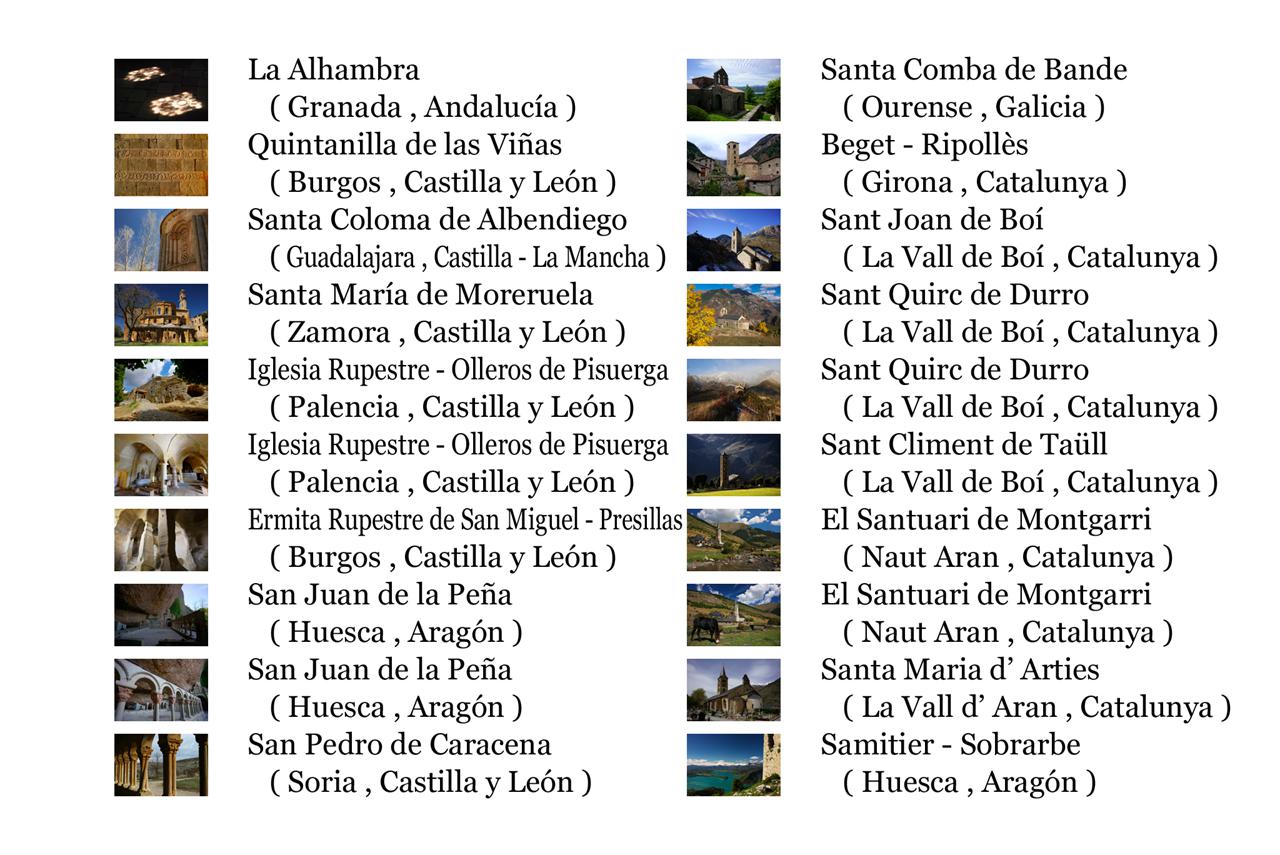 La Alhambra
( Granada , Andalucía )
Quintanilla de las Viñas
( Burgos , Castilla y León )
Santa Coloma de Albendiego
( Guadalajara , Castilla - La Mancha )
Santa María de Moreruela
( Zamora , Castilla y León )
Iglesia Rupestre - Olleros de Pisuerga
( Palencia , Castilla y León )
Iglesia Rupestre - Olleros de Pisuerga
( Palencia , Castilla y León )
Ermita Rupestre de San Miguel - Presillas
( Burgos , Castilla y León )
San Juan de la Peña
( Huesca , Aragón )
San Juan de la Peña
( Huesca , Aragón )
San Pedro de Caracena
( Soria , Castilla y León )
Santa Comba de Bande
( Ourense , Galicia )
Beget - Ripollès
( Girona , Catalunya )
Sant Joan de Boí
( La Vall de Boí , Catalunya )
Sant Quirc de Durro
( La Vall de Boí , Catalunya )
Sant Quirc de Durro
( La Vall de Boí , Catalunya )
Sant Climent de Taüll
( La Vall de Boí , Catalunya )
El Santuari de Montgarri
( Naut Aran , Catalunya )
El Santuari de Montgarri
( Naut Aran , Catalunya )
Santa Maria d’ Arties
( La Vall d’ Aran , Catalunya )
Samitier - Sobrarbe
( Huesca , Aragón )